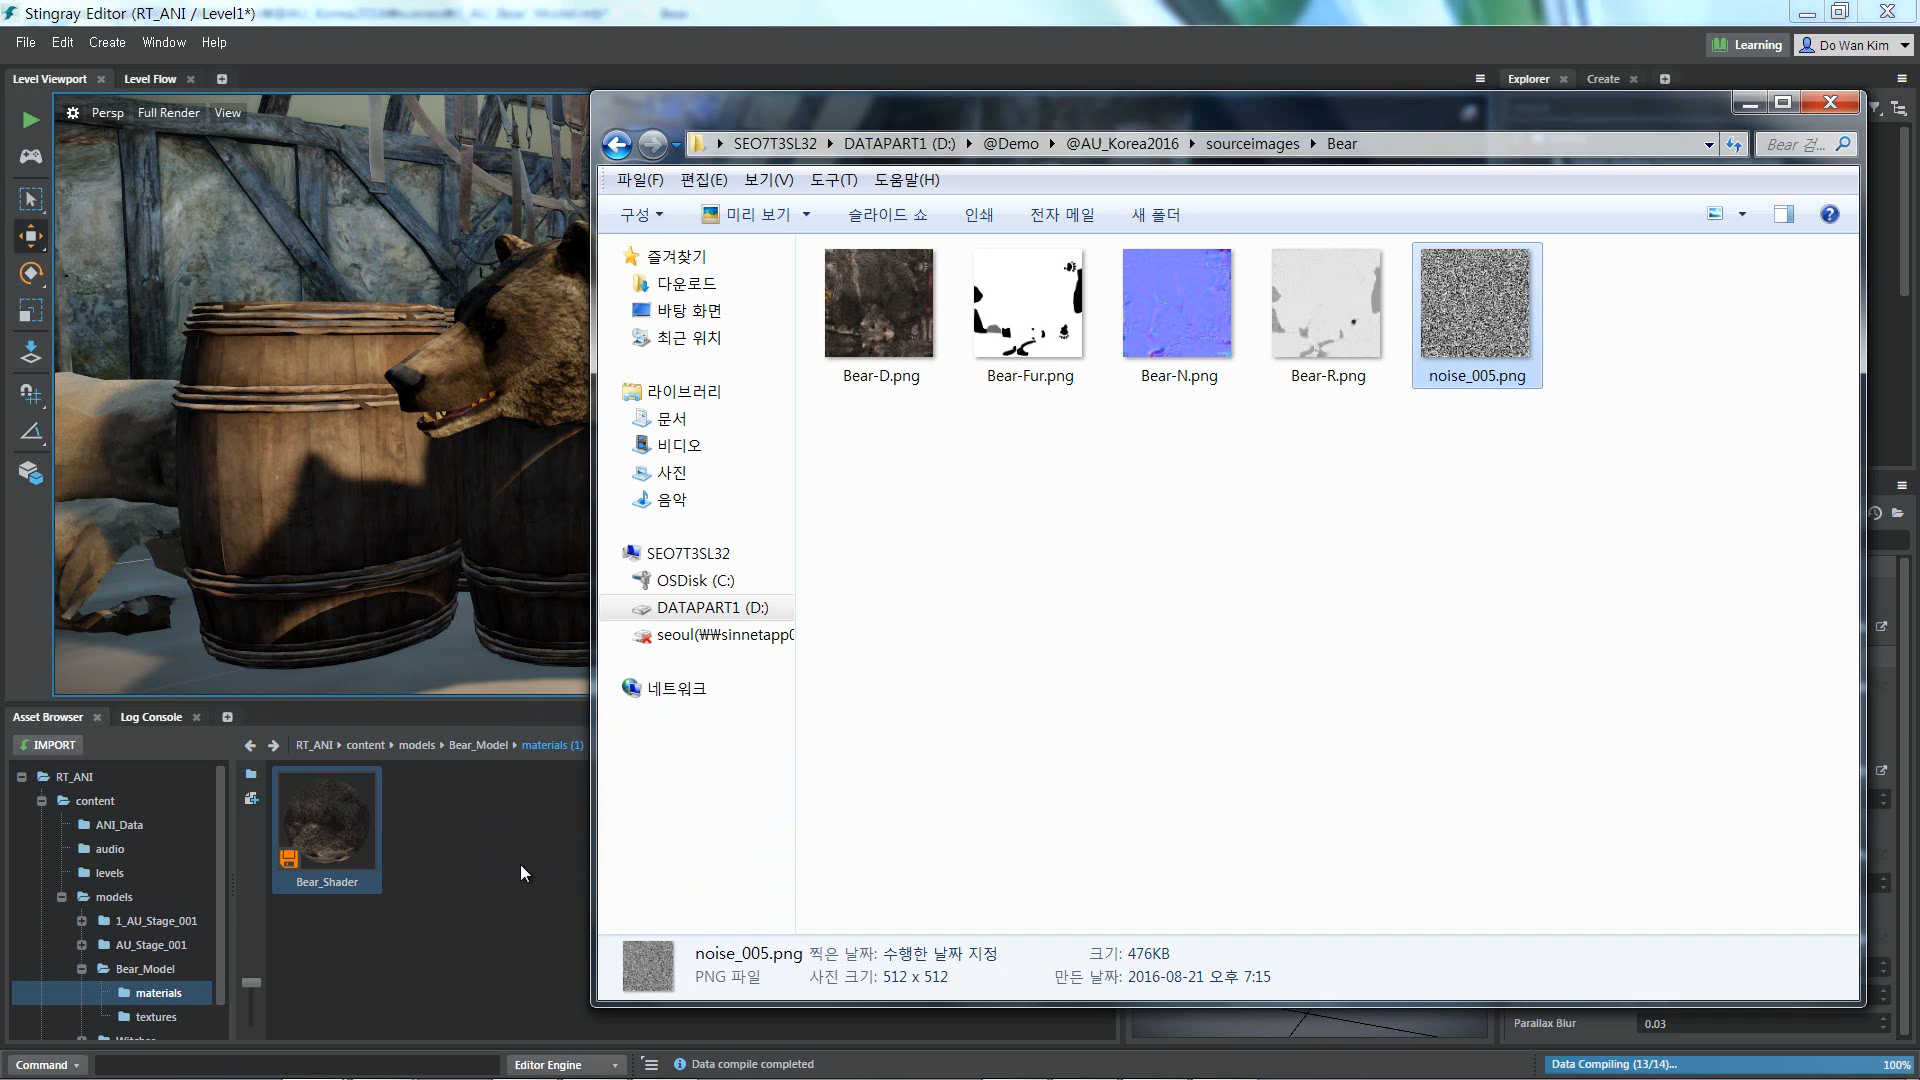 Stingray Editor (RT_ANI / Level1*)
File Edit Create Window Help
Learning
Do Wan Kim
Level Viewport
Level Flow
Explorer
Create
Persp
Full Render
View
SEO7T3SL32
DATAPART1 (D:)
@Demo
@AU_Korea2016
sourceimages
Bear
Bear 검...
파일(F) 편집(E) 보기(V) 도구(T) 도움말(H)
구성
미리 보기
슬라이드 쇼
인쇄
전자 메일
새 폴더
즐겨찾기
다운로드
바탕 화면
최근 위치
라이브러리
문서
비디오
사진
음악
SEO7T3SL32
OSDisk (C:)
DATAPART1 (D:)
seoul(₩₩sinnetapp
네트워크
Bear-D.png
Bear-Fur.png
Bear-N.png
Bear-R.png
noise_005.png
noise_005.png 찍은 날짜: 수행한 날짜 지정 크기: 476KB
PNG 파일 사진 크기: 512 x 512 만든 날짜: 2016-08-21 오후 7:15
Asset Browser
Log Console
IMPORT
RT_ANI content models Bear_Model materials (1)
RT_ANI
content
ANI_Data
audio
levels
models
1_AU_Stage_001
AU_Stage_001
Bear_Model
materials
textures
Bear_Shader
Parallax Blur 0.03
Command
Editor Engine
Data compile completed
Data Compiling (13/14)...
100%